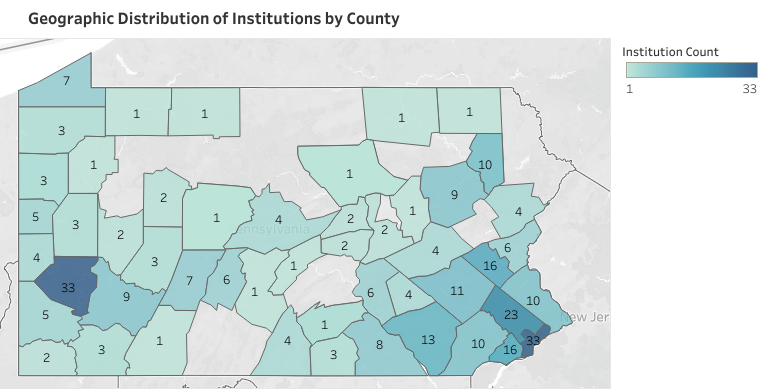 Geographic Distribution of Institutions by County
Institution Count
1 33
7
1 1 1 1
3
1 10
3 1 9
2 1 4
5 3 4 2 2 1
2 2 4 6
4 3 1 16
33 9 7 6 1 6 4 11 10
5 23
1 4 1 8 13 10 33
2 3 3 16
ennsylvania
New Jer